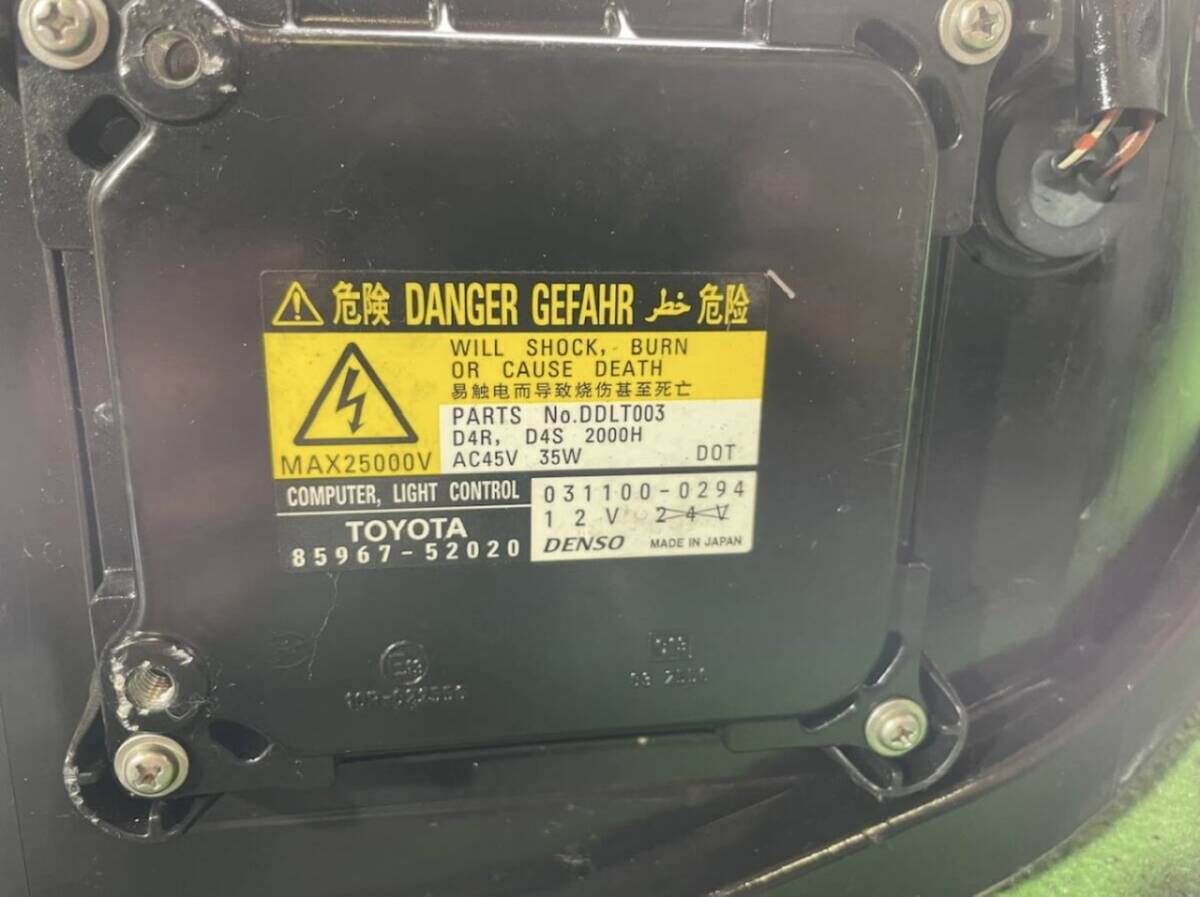 危険 DANGER GEFAHR خطر 危险
WILL SHOCK, BURN
OR CAUSE DEATH
易触电而导致烧伤甚至死亡
PARTS No.DDLT003
D4R, D4S 2000H
AC45V 35W DOT
MAX25000V
COMPUTER, LIGHT CONTROL
TOYOTA
85967-52020
031100-0294
12V 24V
DENSO MADE IN JAPAN